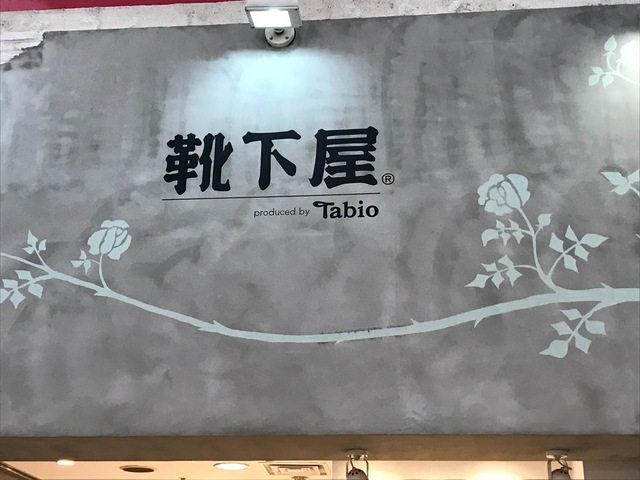 靴下屋®
produced by Tabio